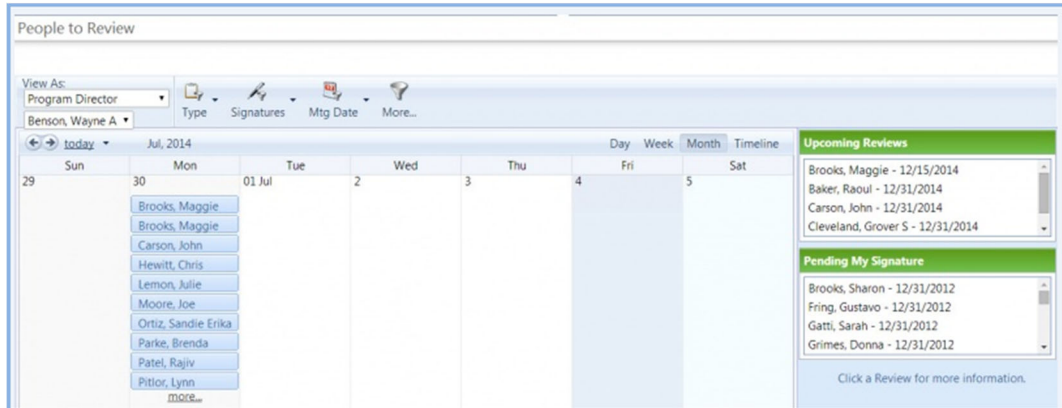 People to Review
View As:
Program Director
Benson, Wayne A
Type
Signatures
Mtg Date
More...
today
Jul, 2014
Day Week Month Timeline
Sun Mon Tue Wed Thu Fri Sat
29 30 01 Jul 2 3 4 5
Brooks, Maggie
Brooks, Maggie
Carson, John
Hewitt, Chris
Lemon, Julie
Moore, Joe
Ortiz, Sandie Erika
Parke, Brenda
Patel, Rajiv
Pitlor, Lynn
more...
Upcoming Reviews
Brooks, Maggie - 12/15/2014
Baker, Raoul - 12/31/2014
Carson, John - 12/31/2014
Cleveland, Grover S - 12/31/2014
Pending My Signature
Brooks, Sharon - 12/31/2012
Fring, Gustavo - 12/31/2012
Gatti, Sarah - 12/31/2012
Grimes, Donna - 12/31/2012
Click a Review for more information.